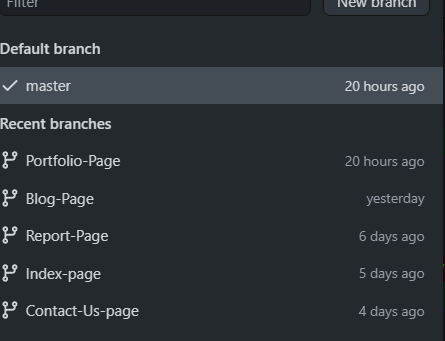 Filter
New branch
Default branch
master 20 hours ago
Recent branches
Portfolio-Page 20 hours ago
Blog-Page yesterday
Report-Page 6 days ago
Index-page 5 days ago
Contact-Us-page 4 days ago